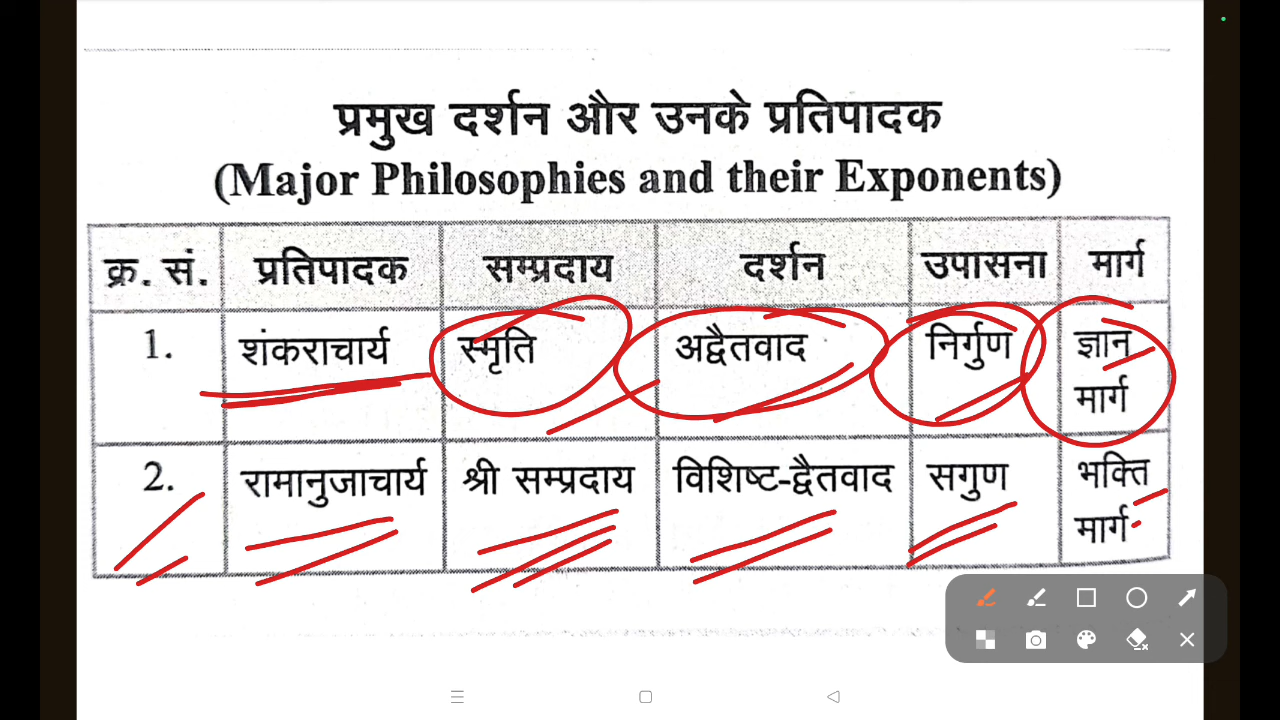 प्रमुख दर्शन और उनके प्रतिपादक
(Major Philosophies and their Exponents)
क्र. सं. प्रतिपादक सम्प्रदाय दर्शन उपासना मार्ग
1. शंकराचार्य स्मृति अद्वैतवाद निर्गुण ज्ञान
मार्ग
2. रामानुजाचार्य श्री सम्प्रदाय विशिष्ट-द्वैतवाद सगुण भक्ति
मार्ग